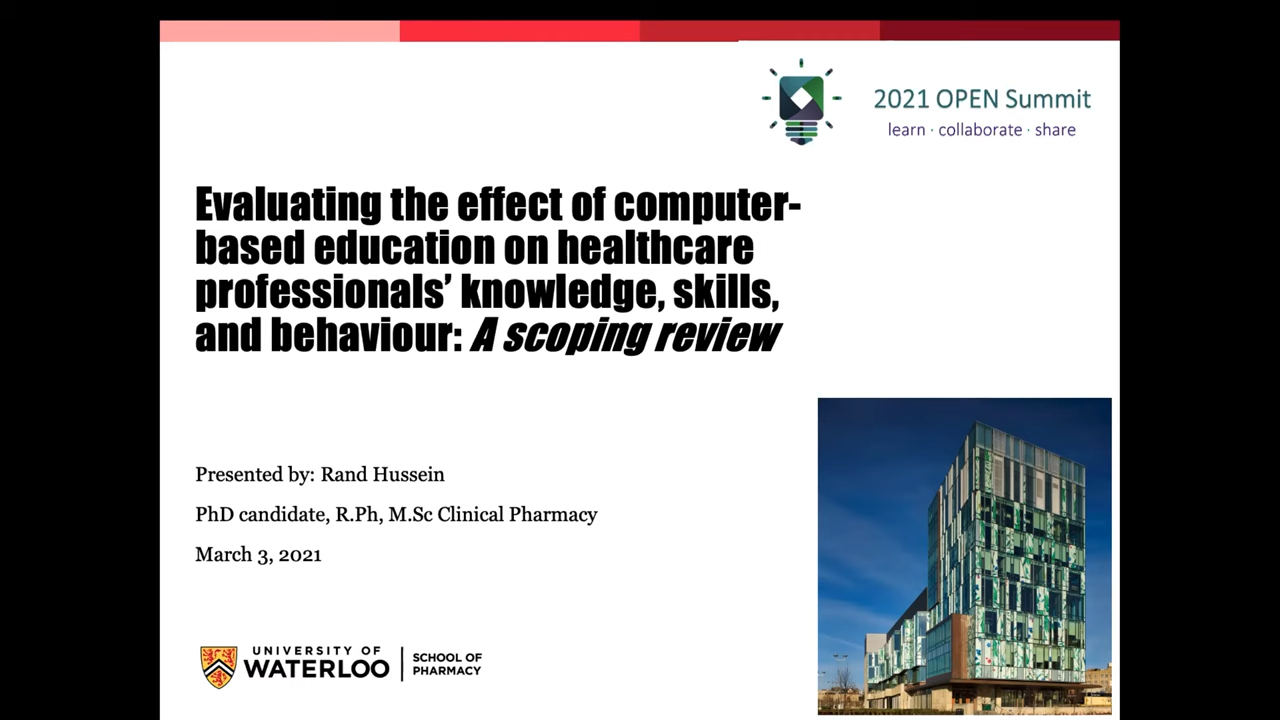 2021 OPEN Summit
learn · collaborate · share
Evaluating the effect of computer-
based education on healthcare
professionals’ knowledge, skills,
and behaviour: A scoping review
Presented by: Rand Hussein
PhD candidate, R.Ph, M.Sc Clinical Pharmacy
March 3, 2021
UNIVERSITY OF
WATERLOO
SCHOOL OF
PHARMACY